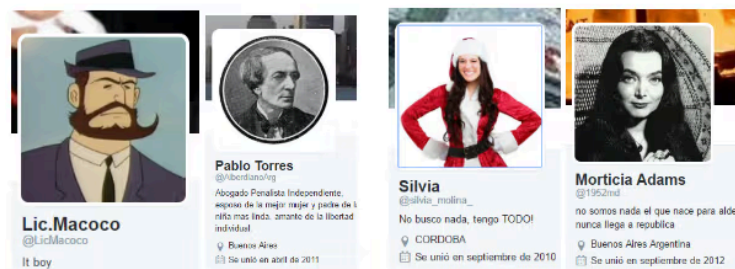 Lic.Macoco
@LicMacoco
It boy
Pablo Torres
@AlberdianoArg
Abogado Penalista Independiente,
esposo de la mejor mujer y padre de l
niña mas linda. amante de la libertad
individual
Buenos Aires
Se unió en abril de 2011
Silvia
@silvia_molina_
No busco nada, tengo TODO!
CORDOBA
Se unió en septiembre de 2010
Morticia Adams
@1952md
no somos nada el que nace para alde
nunca llega a republica
Buenos Aires Argentina
Se unió en septiembre de 2012